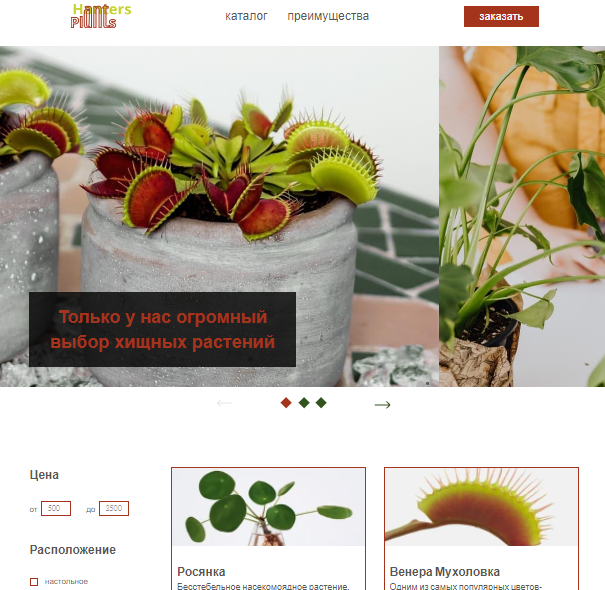 Hanters
Plants
каталог
преимущества
заказать
Только у нас огромный
выбор хищных растений
Цена
от 500 до 3500
Расположение
настольное
Росянка
Бесстебельное насекомоядное растение,
Венера Мухоловка
Одним из самых популярных цветов-